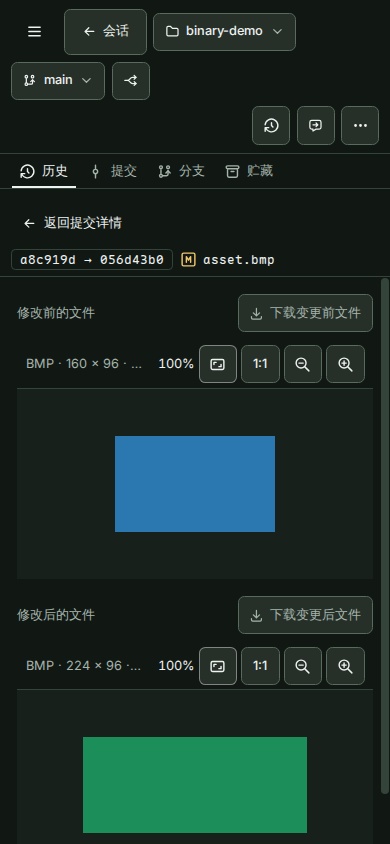 会话
binary-demo
main
历史
提交
分支
贮藏
返回提交详情
a8c919d → 056d43b0 M asset.bmp
修改前的文件
下载变更前文件
BMP · 160 × 96 · ...
100%
1:1
修改后的文件
下载变更后文件
BMP · 224 × 96 ·...
100%
1:1